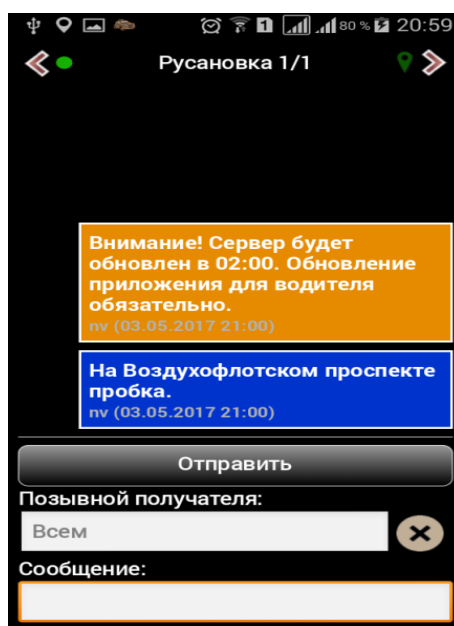 80 % 20:59
Русановка 1/1
Внимание! Сервер будет
обновлен в 02:00. Обновление
приложения для водителя
обязательно.
nv (03.05.2017 21:00)
На Воздухофлотском проспекте
пробка.
nv (03.05.2017 21:00)
Отправить
Позывной получателя:
Всем
Сообщение: